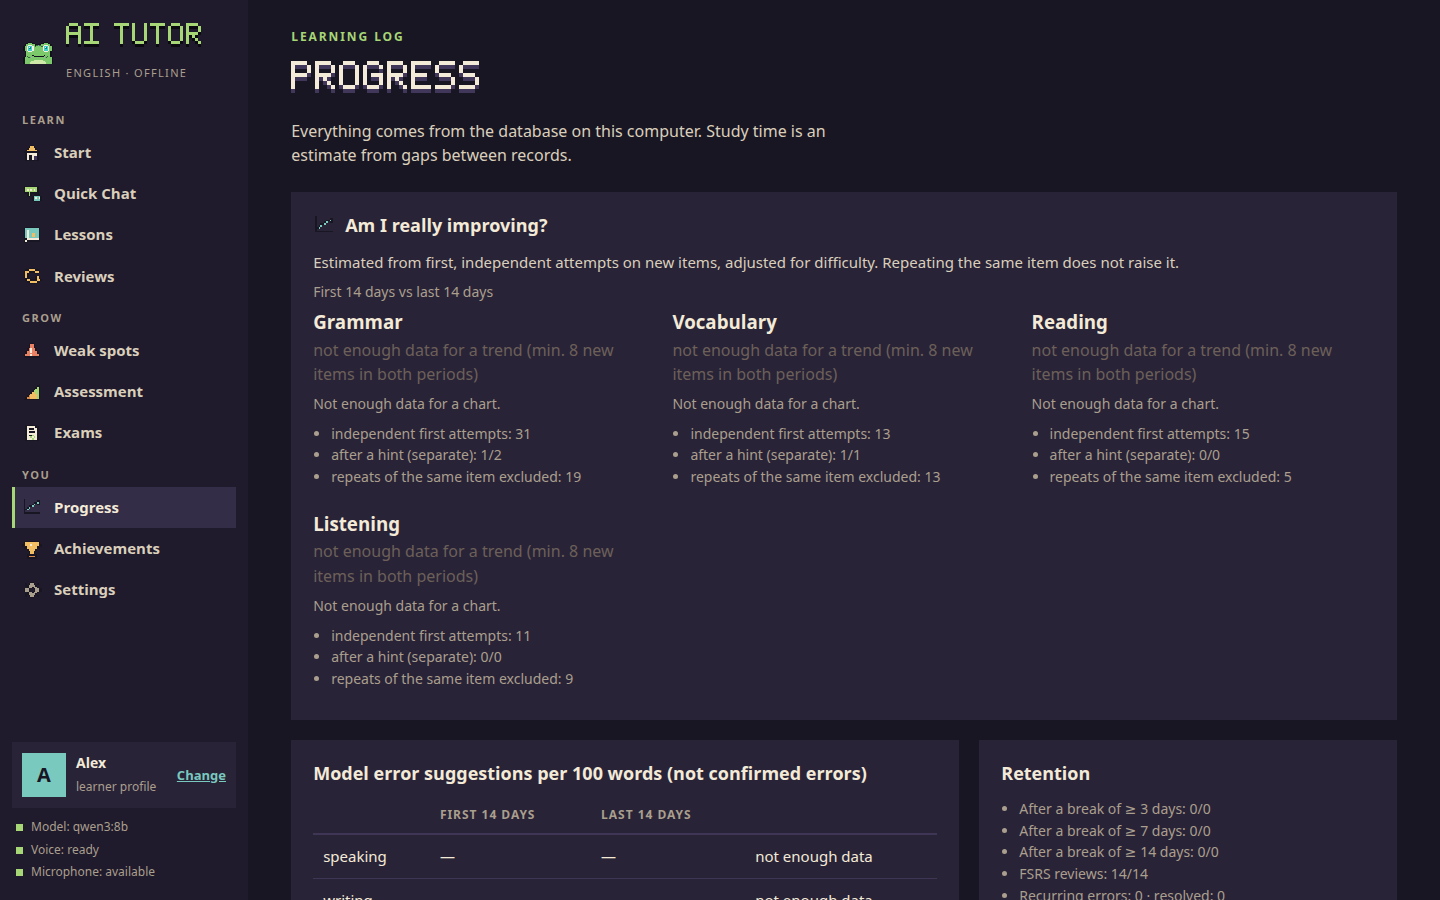 AI TUTOR
ENGLISH · OFFLINE
LEARN
Start
Quick Chat
Lessons
Reviews
GROW
Weak spots
Assessment
Exams
YOU
Progress
Achievements
Settings
A
Alex
learner profile
Change
Model: qwen3:8b
Voice: ready
Microphone: available
LEARNING LOG
PROGRESS
Everything comes from the database on this computer. Study time is an
estimate from gaps between records.
Am I really improving?
Estimated from first, independent attempts on new items, adjusted for difficulty. Repeating the same item does not raise it.
First 14 days vs last 14 days
Grammar
not enough data for a trend (min. 8 new
items in both periods)
Not enough data for a chart.
independent first attempts: 31
after a hint (separate): 1/2
repeats of the same item excluded: 19
Vocabulary
not enough data for a trend (min. 8 new
items in both periods)
Not enough data for a chart.
independent first attempts: 13
after a hint (separate): 1/1
repeats of the same item excluded: 13
Reading
not enough data for a trend (min. 8 new
items in both periods)
Not enough data for a chart.
independent first attempts: 15
after a hint (separate): 0/0
repeats of the same item excluded: 5
Listening
not enough data for a trend (min. 8 new
items in both periods)
Not enough data for a chart.
independent first attempts: 11
after a hint (separate): 0/0
repeats of the same item excluded: 9
Model error suggestions per 100 words (not confirmed errors)
FIRST 14 DAYS LAST 14 DAYS
speaking — — not enough data
writing not enough data
Retention
After a break of ≥ 3 days: 0/0
After a break of ≥ 7 days: 0/0
After a break of ≥ 14 days: 0/0
FSRS reviews: 14/14
Recurring errors: 0 · resolved: 0